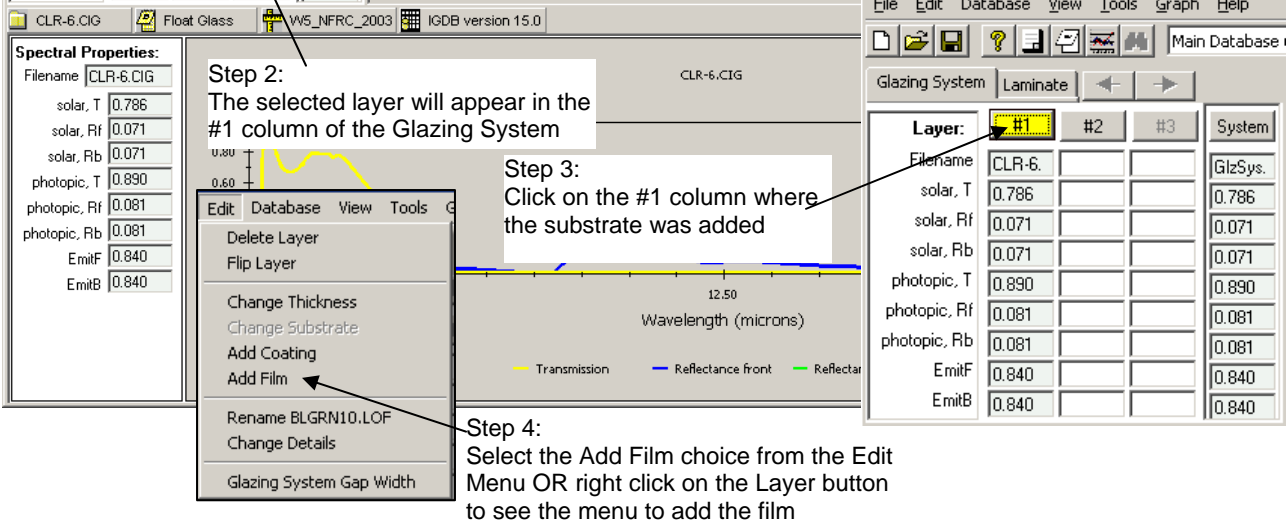 CLR-6.CIG Float Glass W5_NFRC_2003 IGDB version 15.0
Spectral Properties:
Filename CLR-6.CIG
solar, T 0.786
solar, Rf 0.071
solar, Rb 0.071
photopic, T 0.890
photopic, Rf 0.081
photopic, Rb 0.081
EmitF 0.840
EmitB 0.840
Step 2:
The selected layer will appear in the
#1 column of the Glazing System
CLR-6.CIG
0.80
0.60
Step 3:
Click on the #1 column where
the substrate was added
12.50
Wavelength (microns)
Transmission Reflectance front
Edit Database View Tools
Delete Layer
Flip Layer
Change Thickness
Change Substrate
Add Coating
Add Film
Rename BLGRN10.LOF
Change Details
Glazing System Gap Width
Step 4:
Select the Add Film choice from the Edit
Menu OR right click on the Layer button
to see the menu to add the film
File Edit Database View Tools Graph Help
Main Database
Glazing System Laminate
Layer: #1 #2 #3 System
Filename CLR-6. GlzSys.
solar, T 0.786 0.786
solar, Rf 0.071 0.071
solar, Rb 0.071 0.071
photopic, T 0.890 0.890
photopic, Rf 0.081 0.081
photopic, Rb 0.081 0.081
EmitF 0.840 0.840
EmitB 0.840 0.840